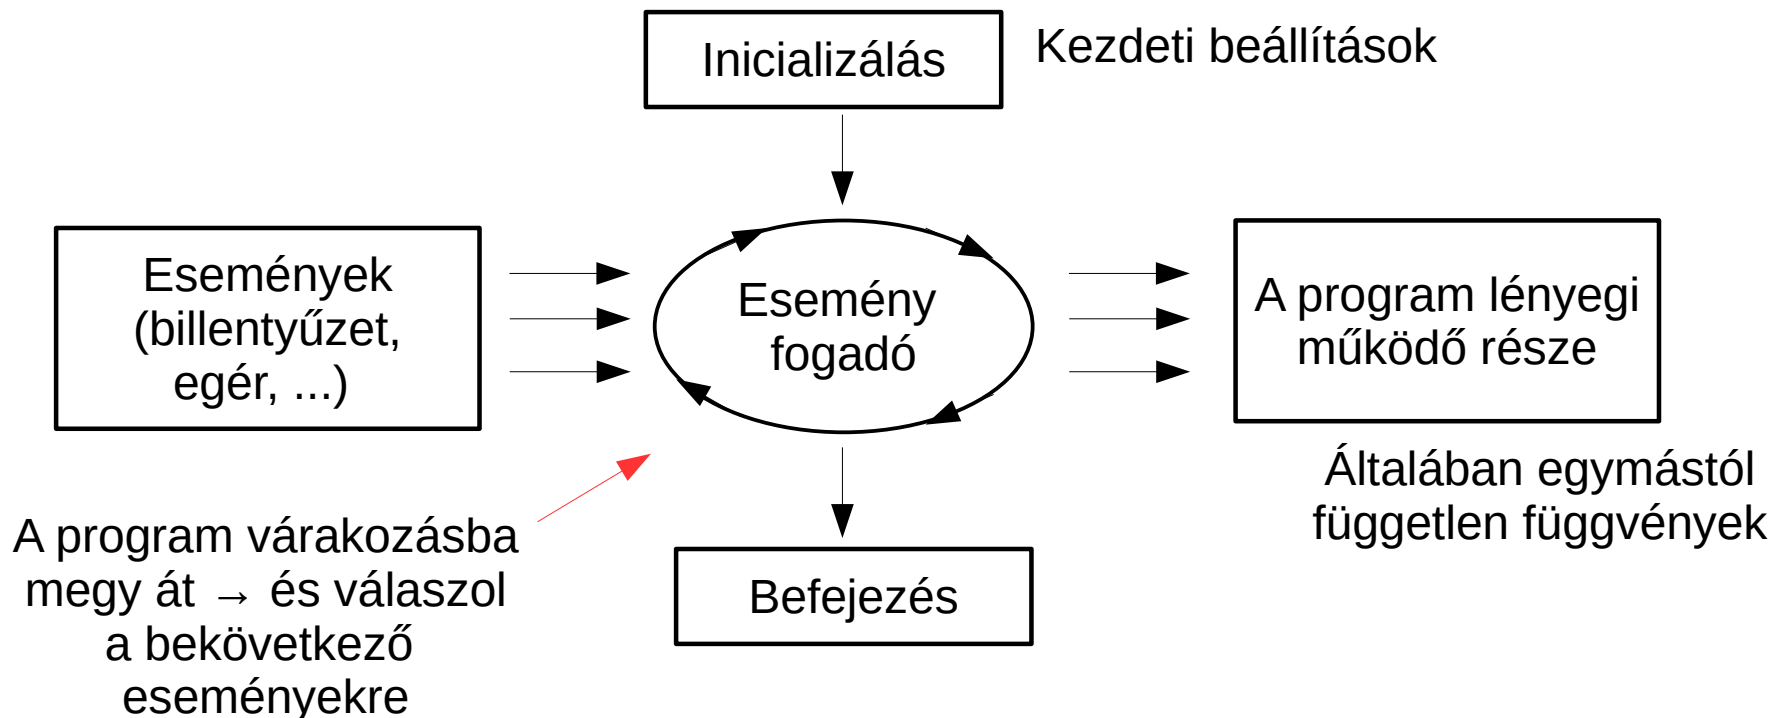 Inicializálás
Kezdeti beállítások
Események
(billentyűzet,
egér, ...)
Esemény
fogadó
A program lényegi
működő része
Általában egymástól
független függvények
A program várakozásba
megy át → és válaszol
a bekövetkező
eseményekre
Befejezés